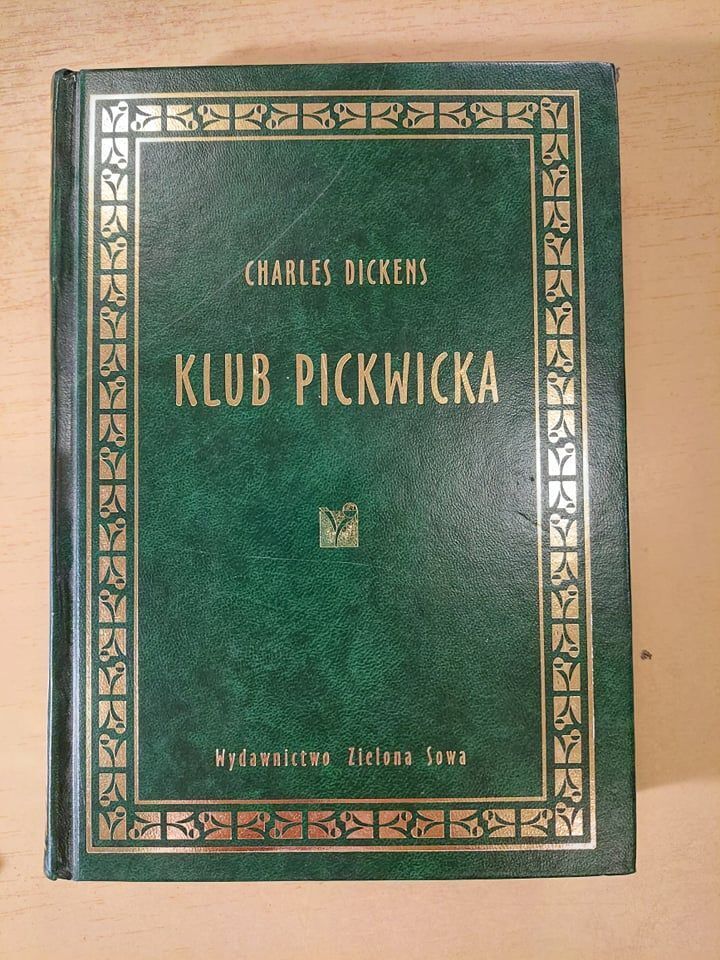 CHARLES DICKENS
KLUB PICKWICKA
Wydawnictwo Zielona Sowa